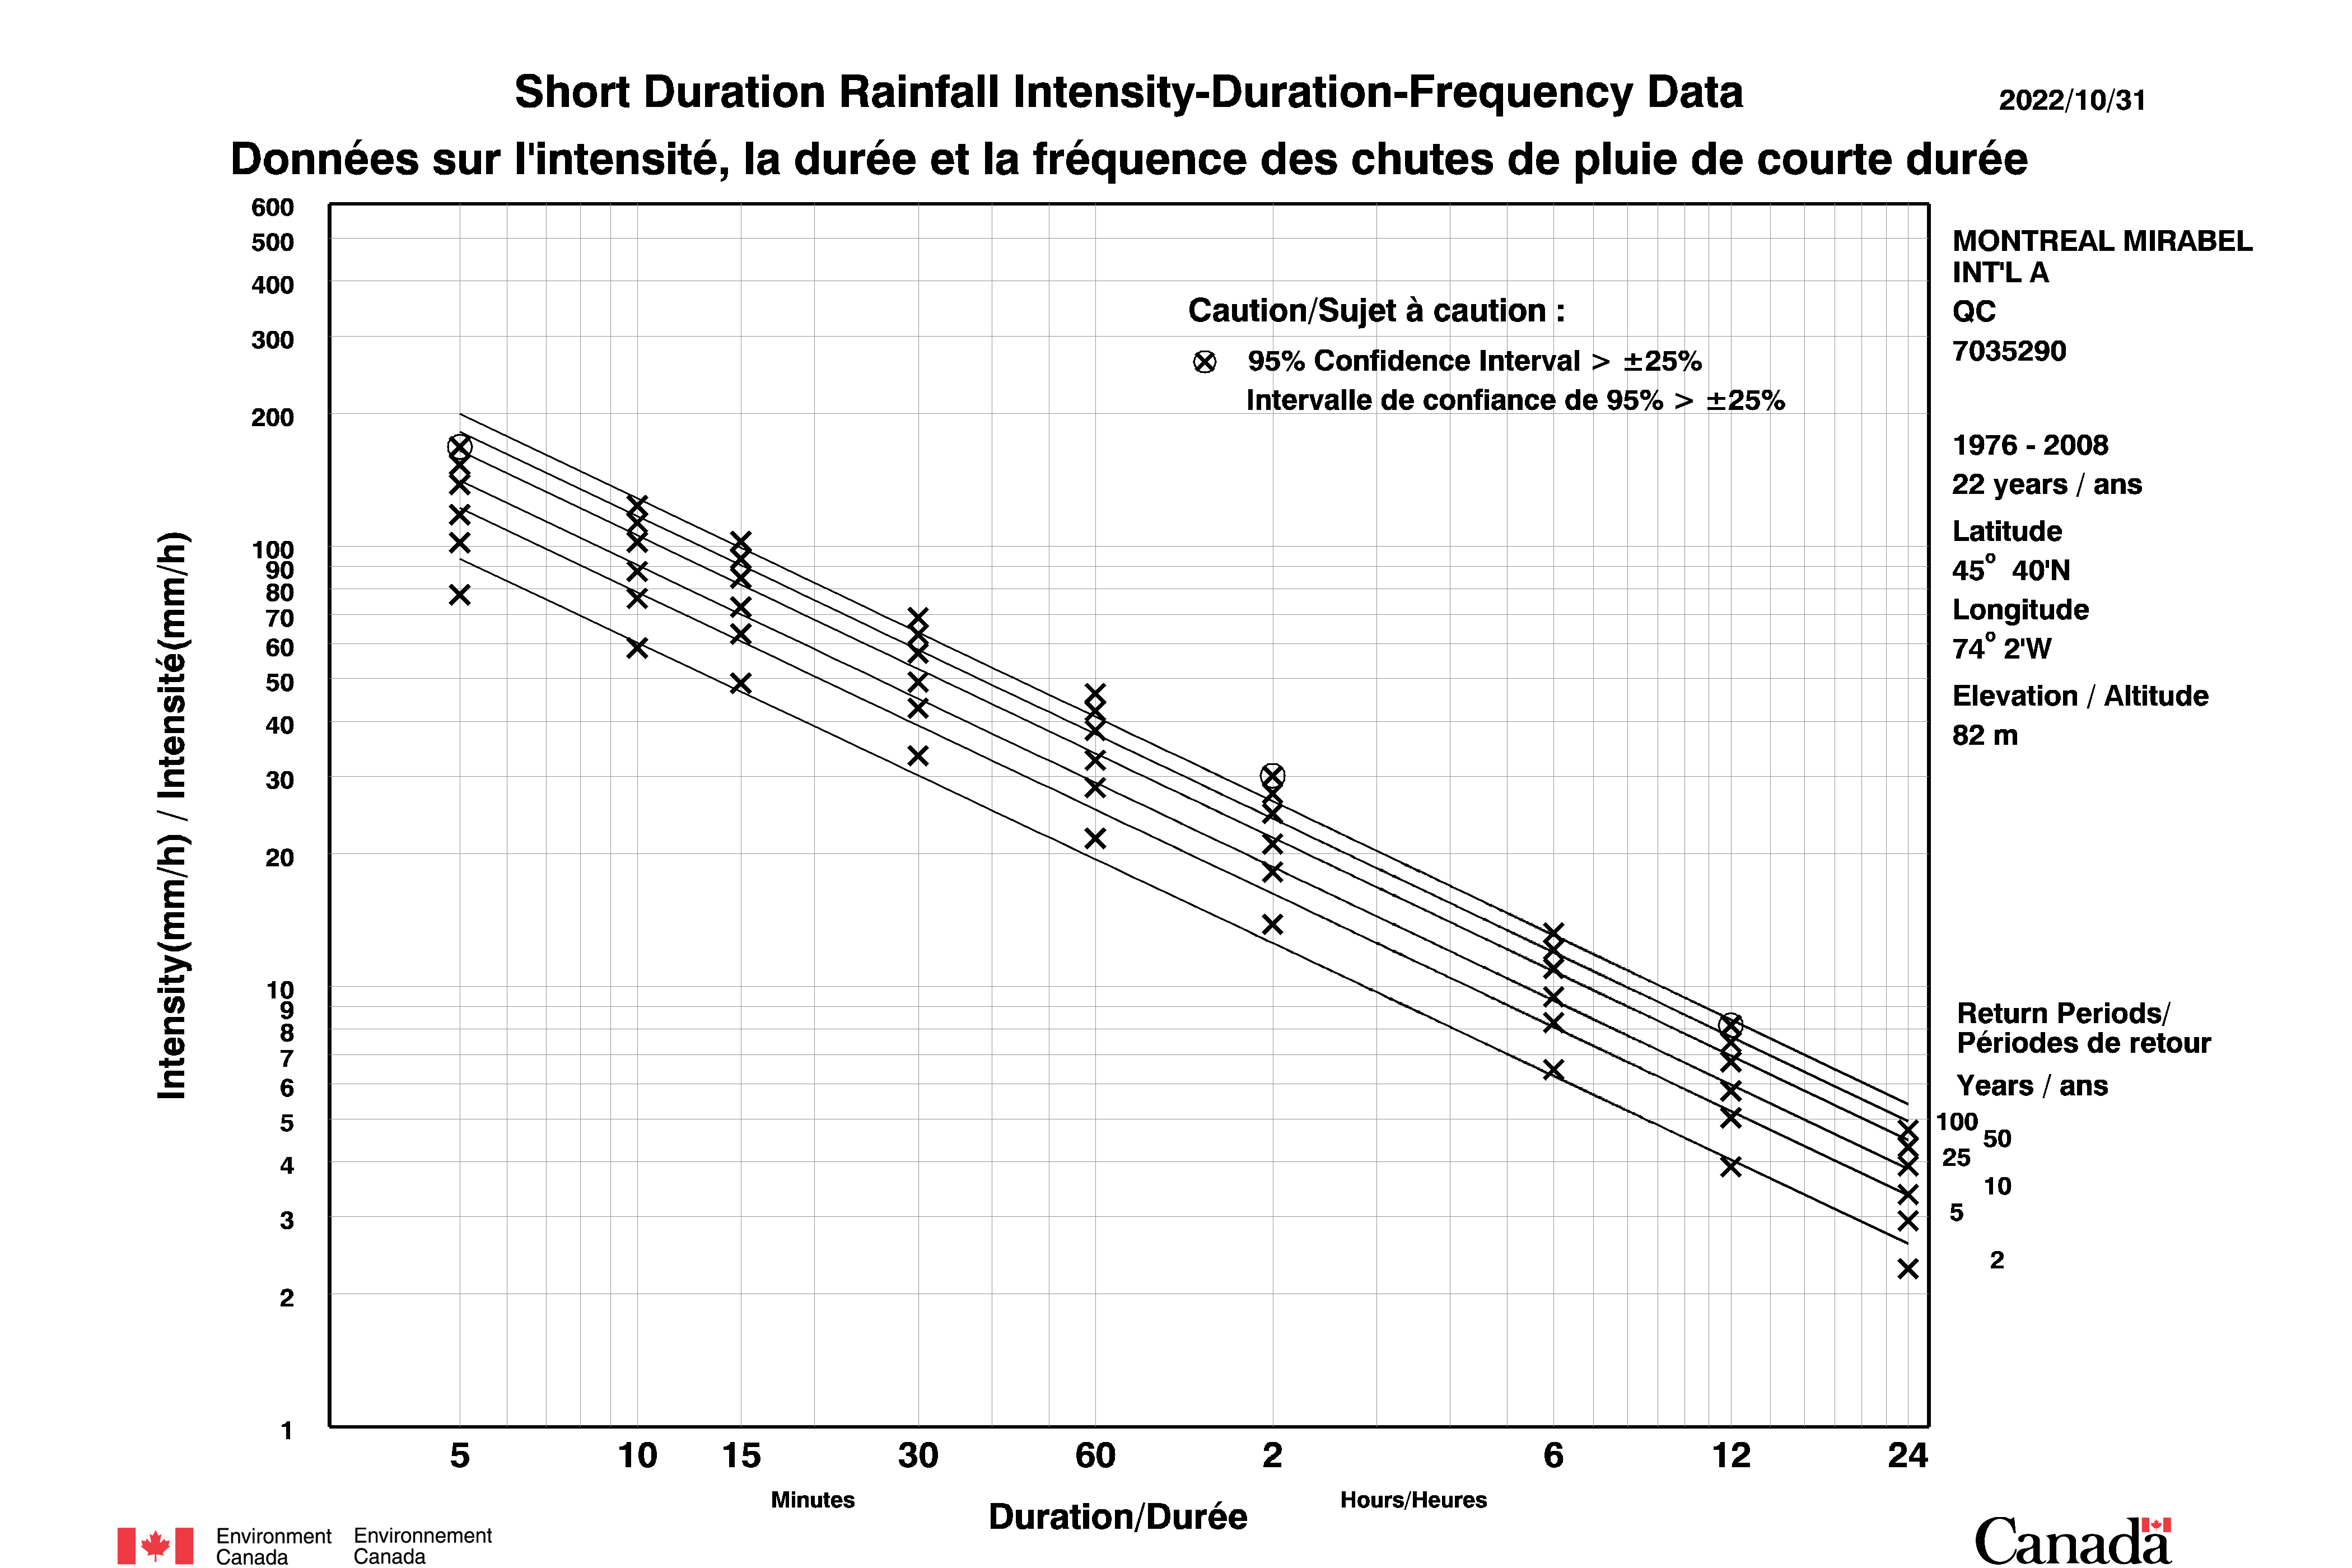 Short Duration Rainfall Intensity-Duration-Frequency Data
2022/10/31
Données sur l'intensité, la durée et la fréquence des chutes de pluie de courte durée
600
500
400
300
200
100
90
80
70
60
50
40
30
20
10
9
8
7
6
5
4
3
2
1
Intensity(mm/h) / Intensité(mm/h)
Caution/Sujet à caution :
95% Confidence Interval > ±25%
Intervalle de confiance de 95% > ±25%
MONTREAL MIRABEL
INT'L A
QC
7035290
1976 - 2008
22 years / ans
Latitude
45° 40'N
Longitude
74° 2'W
Elevation / Altitude
82 m
Return Periods/
Périodes de retour
Years / ans
100
50
25
10
5
2
5 10 15 30 60 2 6 12 24
Minutes
Hours/Heures
Duration/Durée
Environment Environnement
Canada Canada
Canada